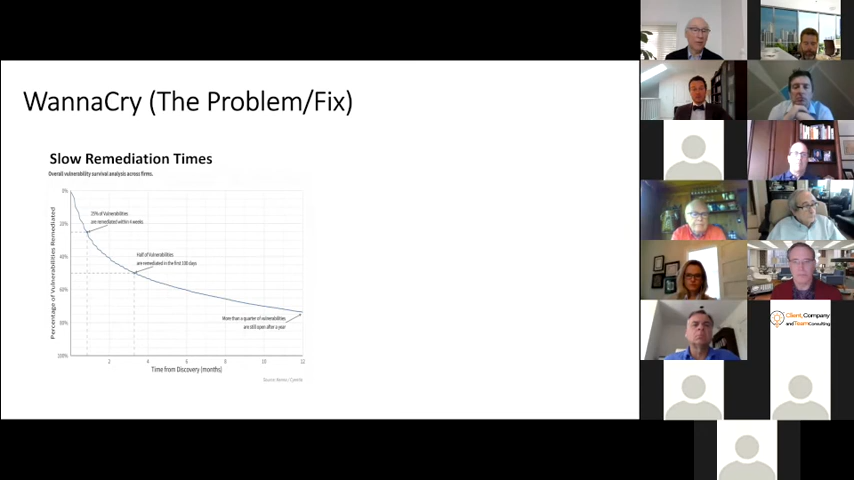 WannaCry (The Problem/Fix)
Slow Remediation Times
Overall vulnerability survival analysis across firms.
Percentage of Vulnerabilities Remediated
0%
20%
40%
60%
80%
100%
25% of Vulnerabilities
are remediated within 4 weeks
Half of Vulnerabilities
are remediated in the first 100 days
More than a quarter of vulnerabilities
are still open after a year
2
4
6
8
10
12
Time from Discovery (months)
Client, Company
and Team Consulting